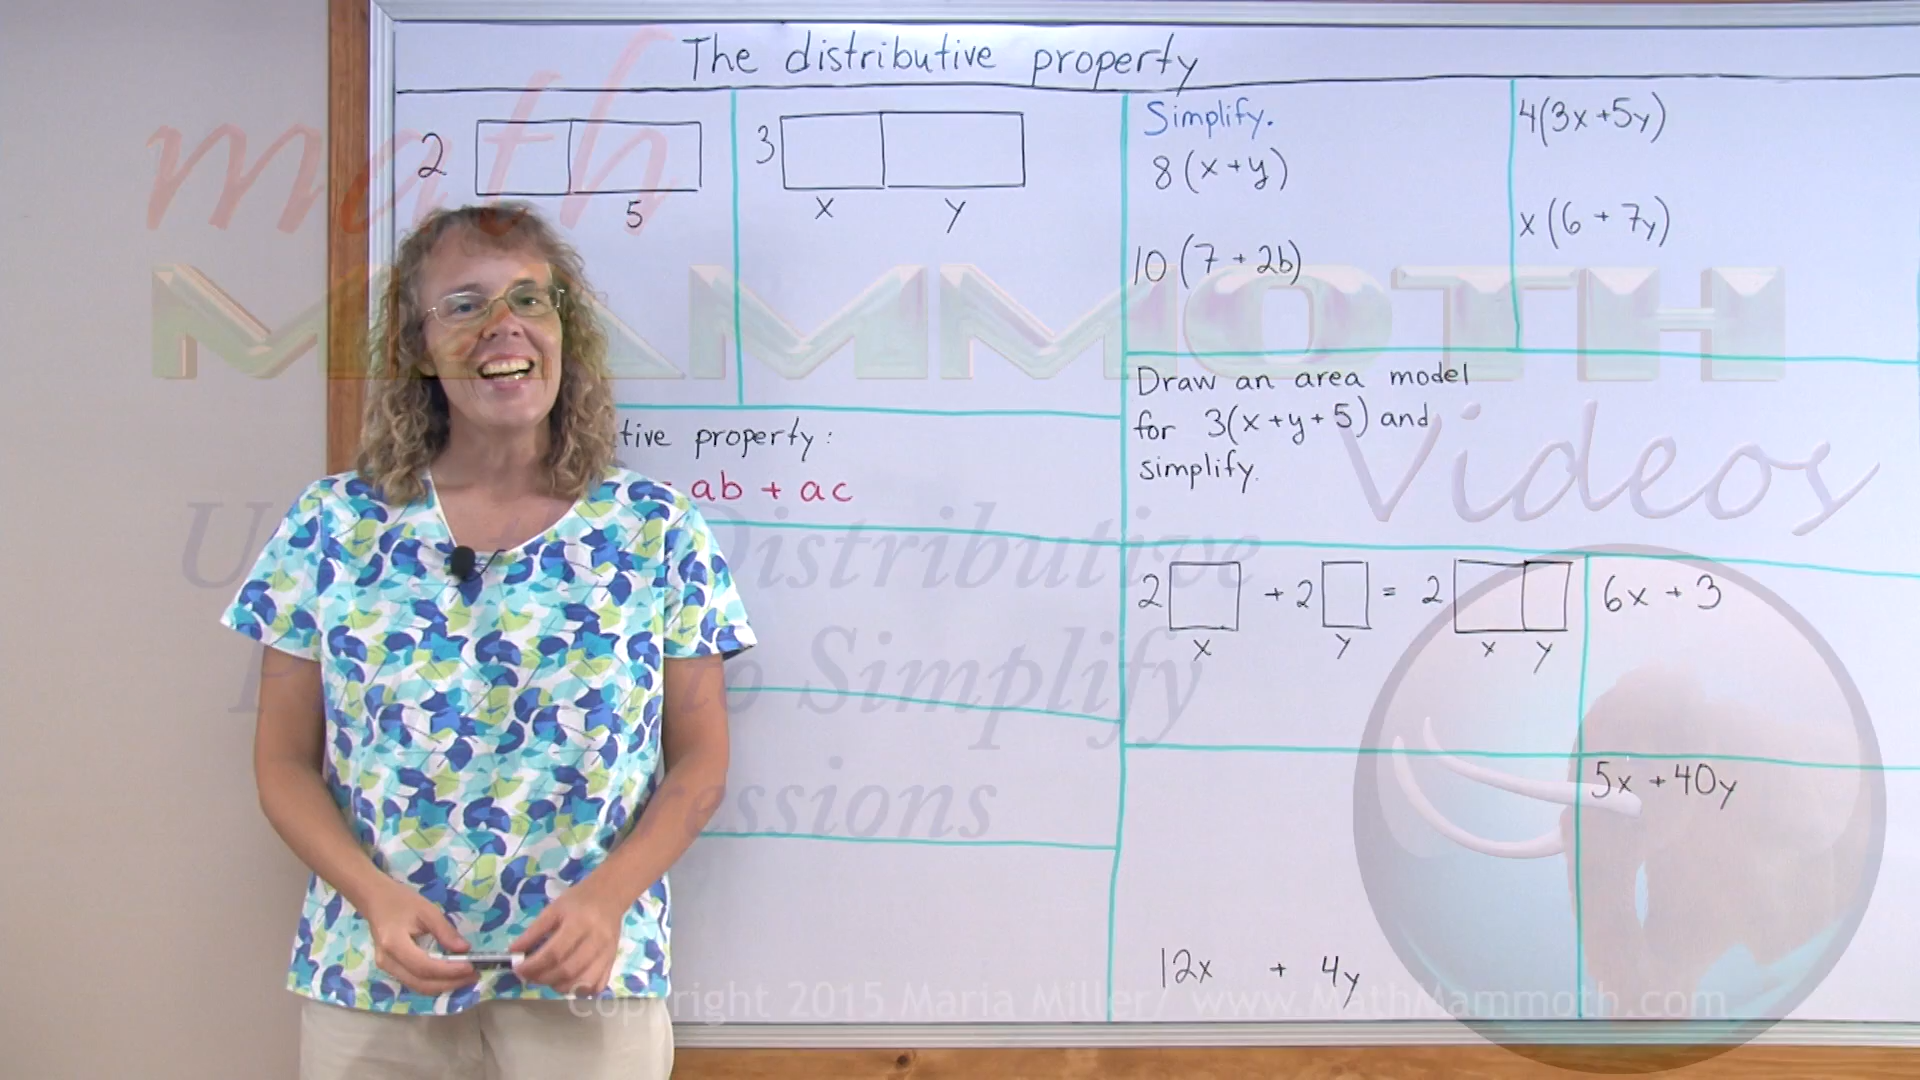 The distributive property
2
5
3
x y
Simplify.
8(x+y)
10(7 + 2b)
4(3x+5y)
x(6 + 7y)
tive property:
= ab + ac
Draw an area model
for 3(x+y+5) and
simplify.
2 + 2 = 2
x y x y
6x + 3
5x + 40y
12x + 4y
math
MAMMOTH
Videos
Distributive
to Simplify
essions
Copyright 2015 Maria Miller / www.MathMammoth.com